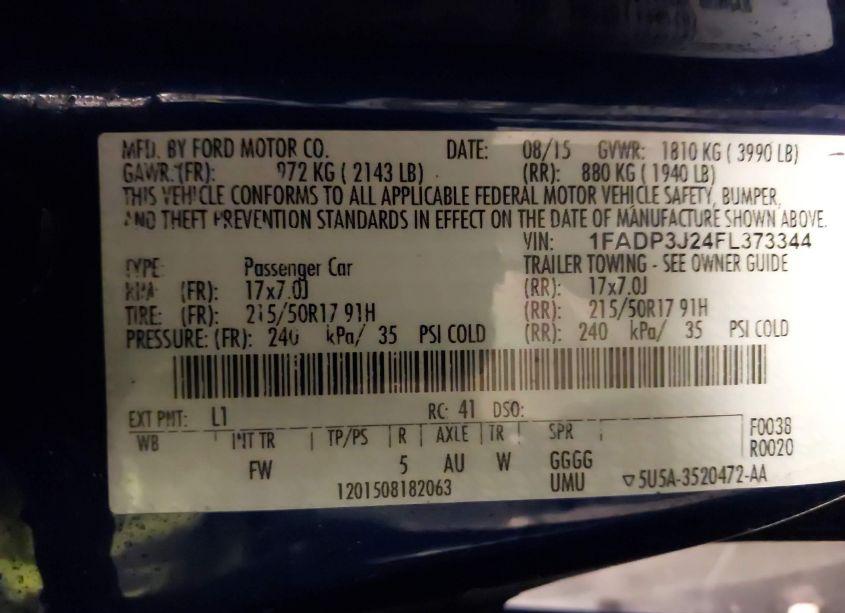 MFD. BY FORD MOTOR CO. DATE: 08/15 GVWR: 1810 KG ( 3990 LB)
GAWR:(FR): 972 KG ( 2143 LB) (RR): 880 KG ( 1940 LB)
THIS VEHICLE CONFORMS TO ALL APPLICABLE FEDERAL MOTOR VEHICLE SAFETY, BUMPER,
AND THEFT PREVENTION STANDARDS IN EFFECT ON THE DATE OF MANUFACTURE SHOWN ABOVE.
VIN: 1FADP3J24FL373344
TYPE: Passenger Car TRAILER TOWING - SEE OWNER GUIDE
RIM: (FR): 17x7.0J (RR): 17x7.0J
TIRE: (FR): 215/50R17 91H (RR): 215/50R17 91H
PRESSURE: (FR): 240 kPa/ 35 PSI COLD (RR): 240 kPa/ 35 PSI COLD
EXT PNT: L1 RC: 41 DSO:
WB INT TR TP/PS R AXLE TR SPR F0038
FW 5 AU W GGGG R0020
1201508182063 UMU ▽5U5A-3520472-AA